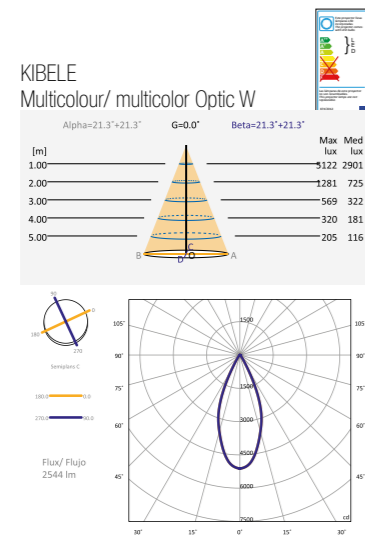 L
E
D
KIBELE
Multicolour/ multicolor Optic W
Alpha=21.3˚+21.3˚ G=0.0˚ Beta=21.3˚+21.3˚
Max Med
[m] lux lux
1.00 5122 2901
2.00 1281 725
3.00 569 322
4.00 320 181
5.00 205 116
C
B O A
D
90
0
180
270
Semiplans C
180.0 0.0
270.0 90.0
Flux/ Flujo
2544 lm
1500
105˚ 105˚
90˚ 90˚
1500
75˚ 75˚
3000
60˚ 60˚
4500
45˚ 45˚
6000
7500 cd
30˚ 15˚ 0˚ 15˚ 30˚